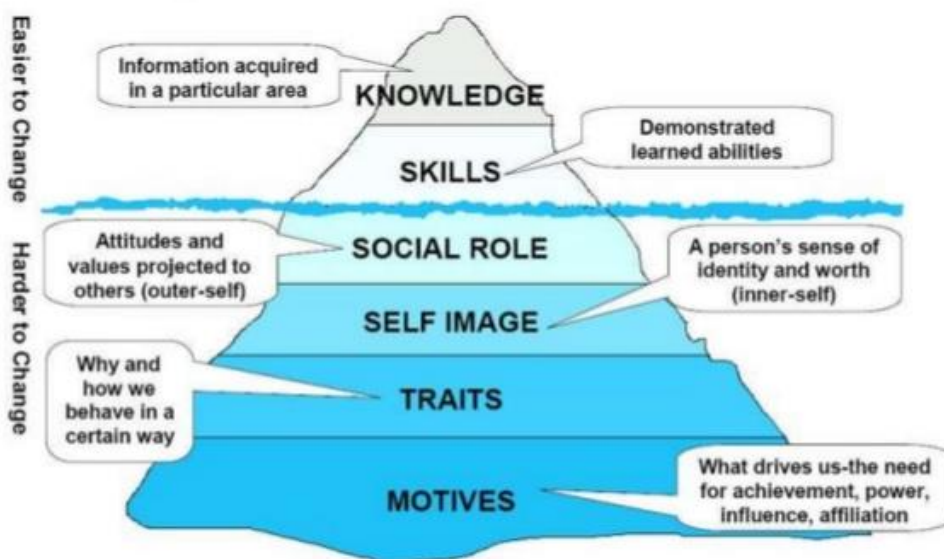 Easier to Change
Information acquired
in a particular area
KNOWLEDGE
Demonstrated
learned abilities
SKILLS
Harder to Change
Attitudes and
values projected to
others (outer-self)
SOCIAL ROLE
A person's sense of
identity and worth
(inner-self)
SELF IMAGE
Why and
how we
behave in a
certain way
TRAITS
What drives us-the need
for achievement, power,
influence, affiliation
MOTIVES